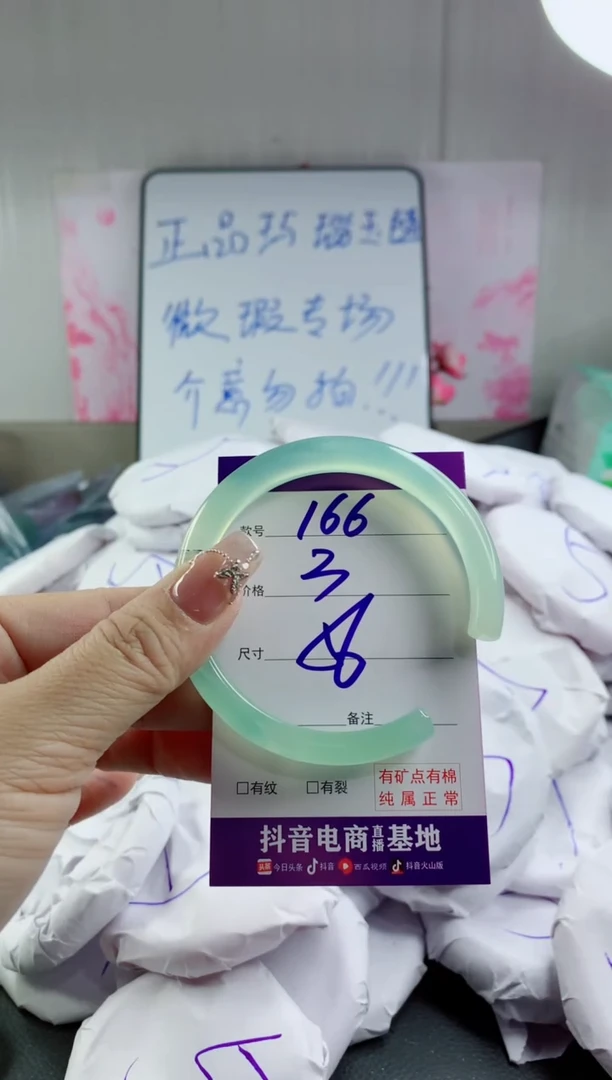 正品玛瑙玉髓
微瑕专场
介意勿拍!!!
款号 166
价格 3
尺寸
备注
□有纹 □有裂
有矿点有棉
纯属正常
抖音电商直播基地
头条 今日头条 抖音 西瓜视频 抖音火山版